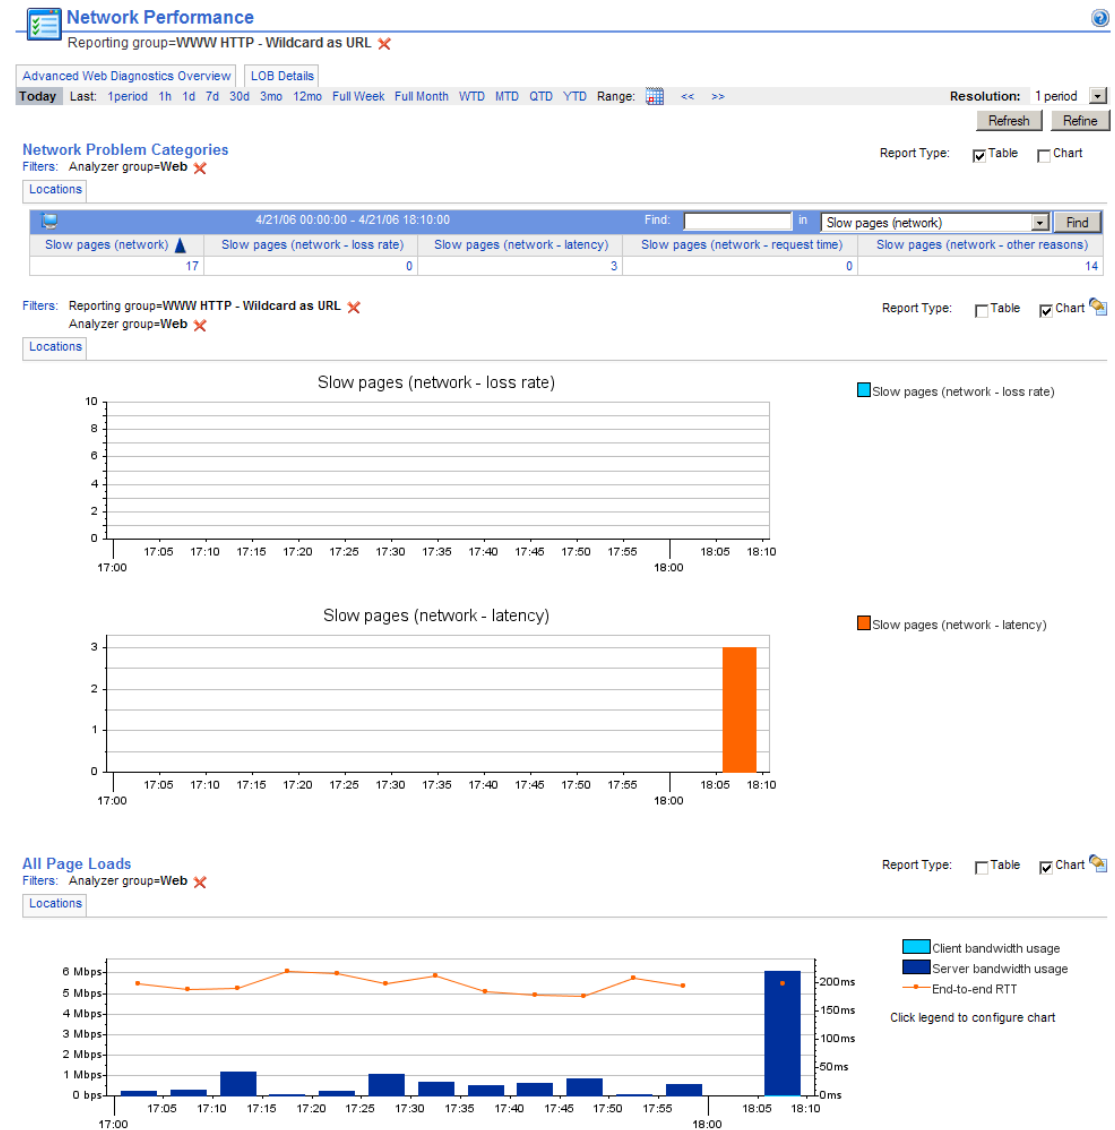 Network Performance
Reporting group=WWW HTTP - Wildcard as URL
Advanced Web Diagnostics Overview LOB Details
Today Last: 1period 1h 1d 7d 30d 3mo 12mo Full Week Full Month WTD MTD QTD YTD Range: << >> Resolution: 1 period
Refresh Refine
Network Problem Categories
Report Type: Table Chart
Filters: Analyzer group=Web
Locations
4/21/06 00:00:00 - 4/21/06 18:10:00 Find: in Slow pages (network) Find
Slow pages (network) Slow pages (network - loss rate) Slow pages (network - latency) Slow pages (network - request time) Slow pages (network - other reasons)
17 0 3 0 14
Filters: Reporting group=WWW HTTP - Wildcard as URL Report Type: Table Chart
Analyzer group=Web
Locations
Slow pages (network - loss rate)
Slow pages (network - loss rate)
10
8
6
4
2
0
17:05 17:10 17:15 17:20 17:25 17:30 17:35 17:40 17:45 17:50 17:55 18:05 18:10
17:00 18:00
Slow pages (network - latency)
Slow pages (network - latency)
3
2
1
0
17:05 17:10 17:15 17:20 17:25 17:30 17:35 17:40 17:45 17:50 17:55 18:05 18:10
17:00 18:00
All Page Loads Report Type: Table Chart
Filters: Analyzer group=Web
Locations
Client bandwidth usage
Server bandwidth usage
End-to-end RTT
Click legend to configure chart
6 Mbps
5 Mbps
4 Mbps
3 Mbps
2 Mbps
1 Mbps
0 bps
200ms
150ms
100ms
50ms
0ms
17:05 17:10 17:15 17:20 17:25 17:30 17:35 17:40 17:45 17:50 17:55 18:05 18:10
17:00 18:00